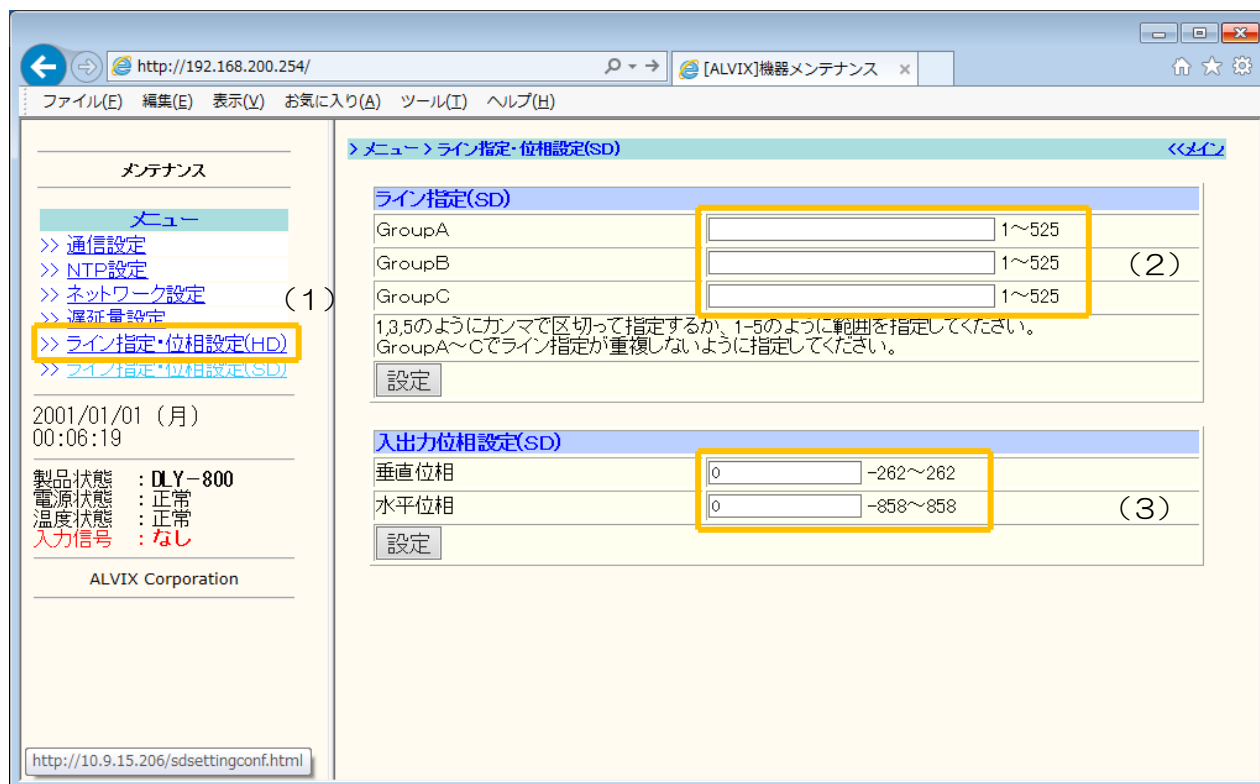 http://192.168.200.254/
[ALVIX]機器メンテナンス
ファイル(F) 編集(E) 表示(V) お気に入り(A) ツール(T) ヘルプ(H)
メンテナンス
メニュー
>> 通信設定
>> NTP設定
>> ネットワーク設定
(1)
>> 遅延量設定
>> ライン指定・位相設定(HD)
>> ライン指定・位相設定(SD)
2001/01/01 (月)
00:06:19
製品状態 :DLY-800
電源状態 :正常
温度状態 :正常
入力信号 :なし
ALVIX Corporation
> メニュー > ライン指定・位相設定(SD) <<メイン
ライン指定(SD)
GroupA 1~525
GroupB 1~525
(2)
GroupC 1~525
1,3,5のようにカンマで区切って指定するか、1-5のように範囲を指定してください。
GroupA~Cでライン指定が重複しないように指定してください。
設定
入出力位相設定(SD)
垂直位相 0 -262~262
水平位相 0 -858~858
(3)
設定
http://10.9.15.206/sdsettingconf.html